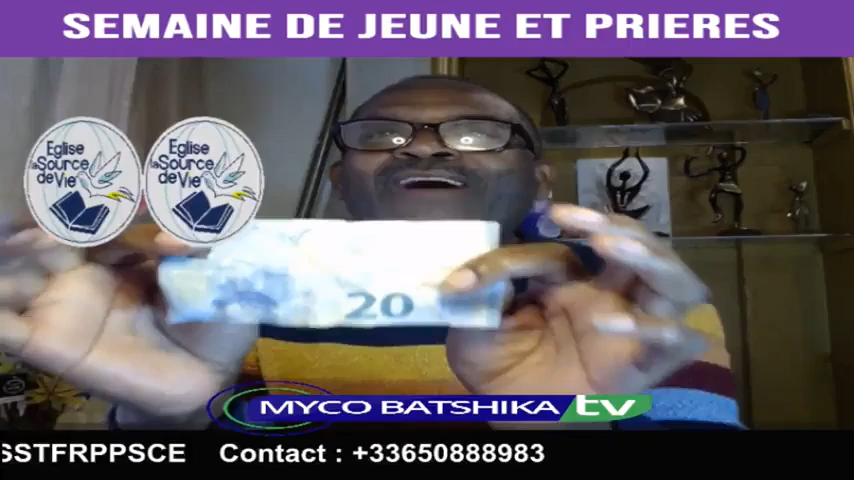 SEMAINE DE JEUNE ET PRIERES
Eglise
la Source
de Vie
Eglise
la Source
de Vie
20
MYCO BATSHIKA tv
SSTFRPPSCE Contact : +33650888983